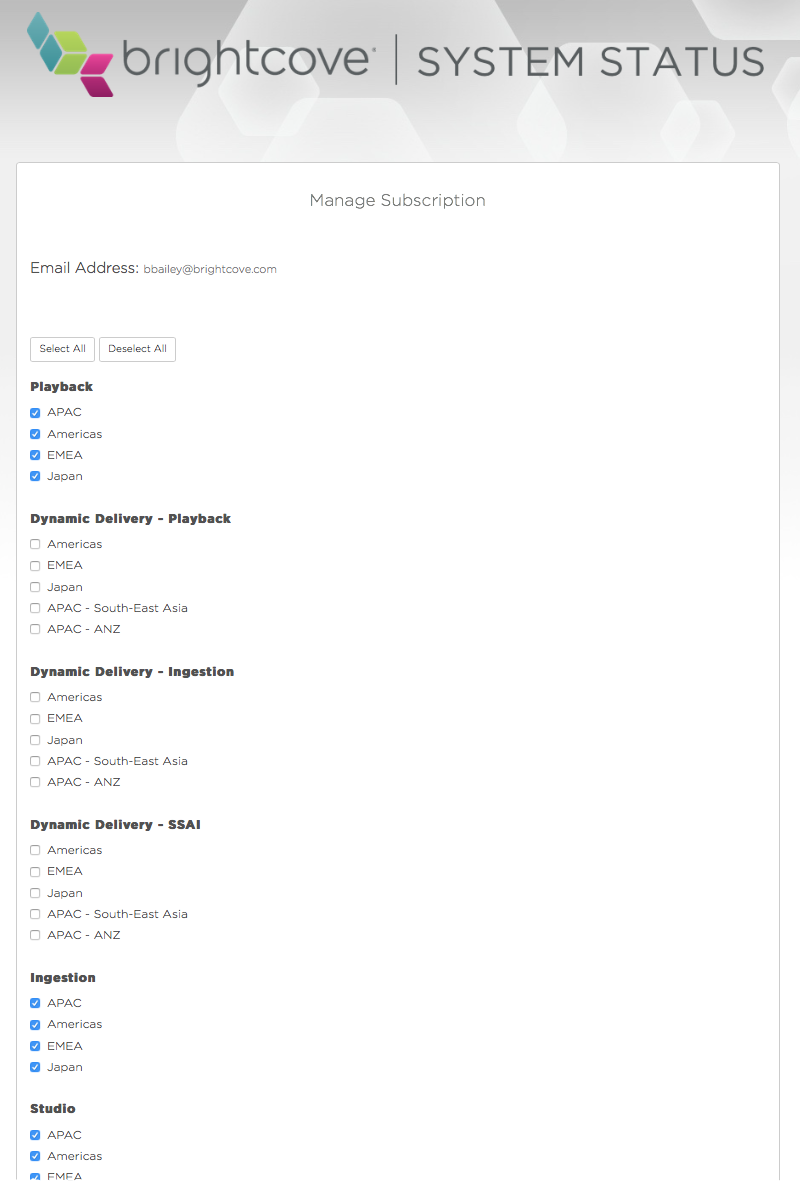 brightcove | SYSTEM STATUS
Manage Subscription
Email Address: bbailey@brightcove.com
Select All Deselect All
Playback
APAC
Americas
EMEA
Japan
Dynamic Delivery - Playback
Americas
EMEA
Japan
APAC - South-East Asia
APAC - ANZ
Dynamic Delivery - Ingestion
Americas
EMEA
Japan
APAC - South-East Asia
APAC - ANZ
Dynamic Delivery - SSAI
Americas
EMEA
Japan
APAC - South-East Asia
APAC - ANZ
Ingestion
APAC
Americas
EMEA
Japan
Studio
APAC
Americas
EMEA